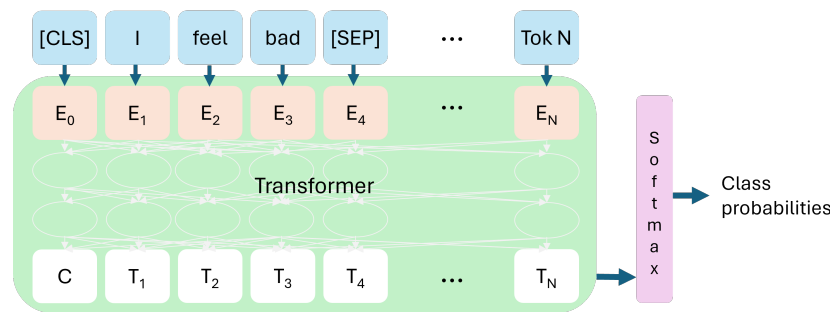 [CLS] I feel bad [SEP] ... Tok N
E0 E1 E2 E3 E4 ... EN
Transformer
C T1 T2 T3 T4 ... TN
Softmax
Class
probabilities